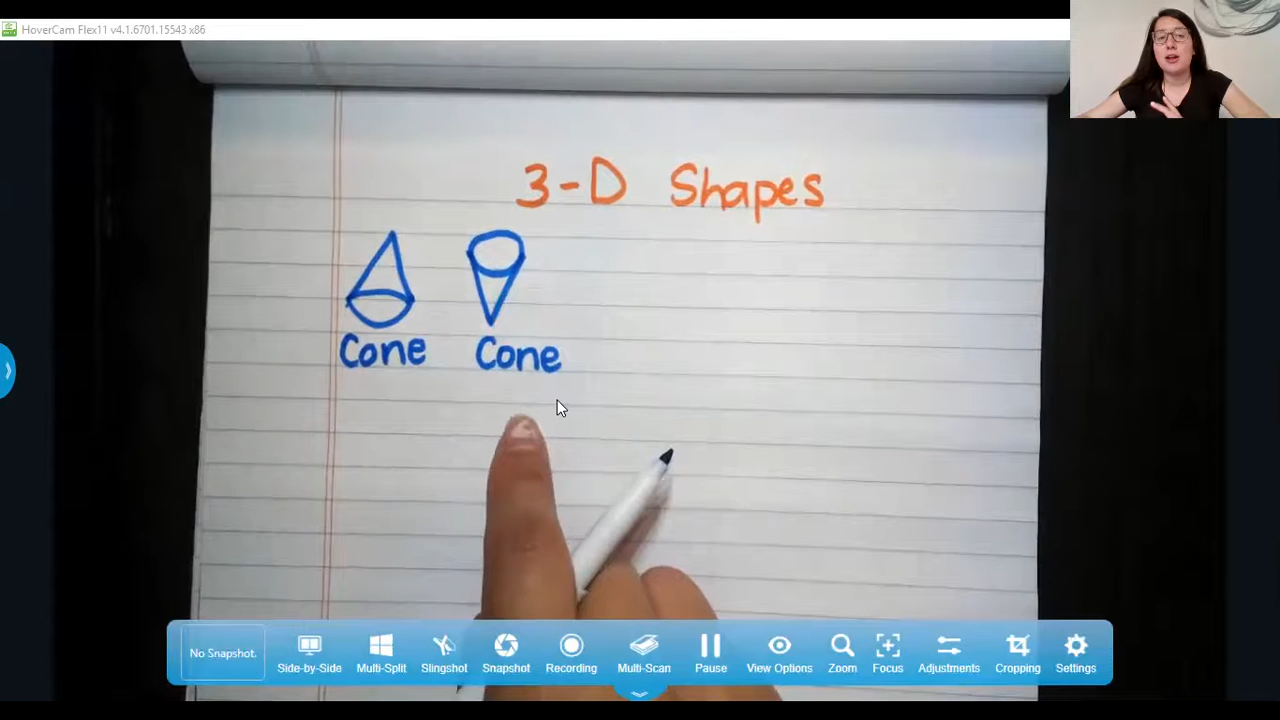 HoverCam Flex11 v4.1.6701.15543 x86
3-D Shapes
Cone Cone
No Snapshot.
Side-by-Side Multi-Split Slingshot Snapshot Recording Multi-Scan Pause View Options Zoom Focus Adjustments Cropping Settings